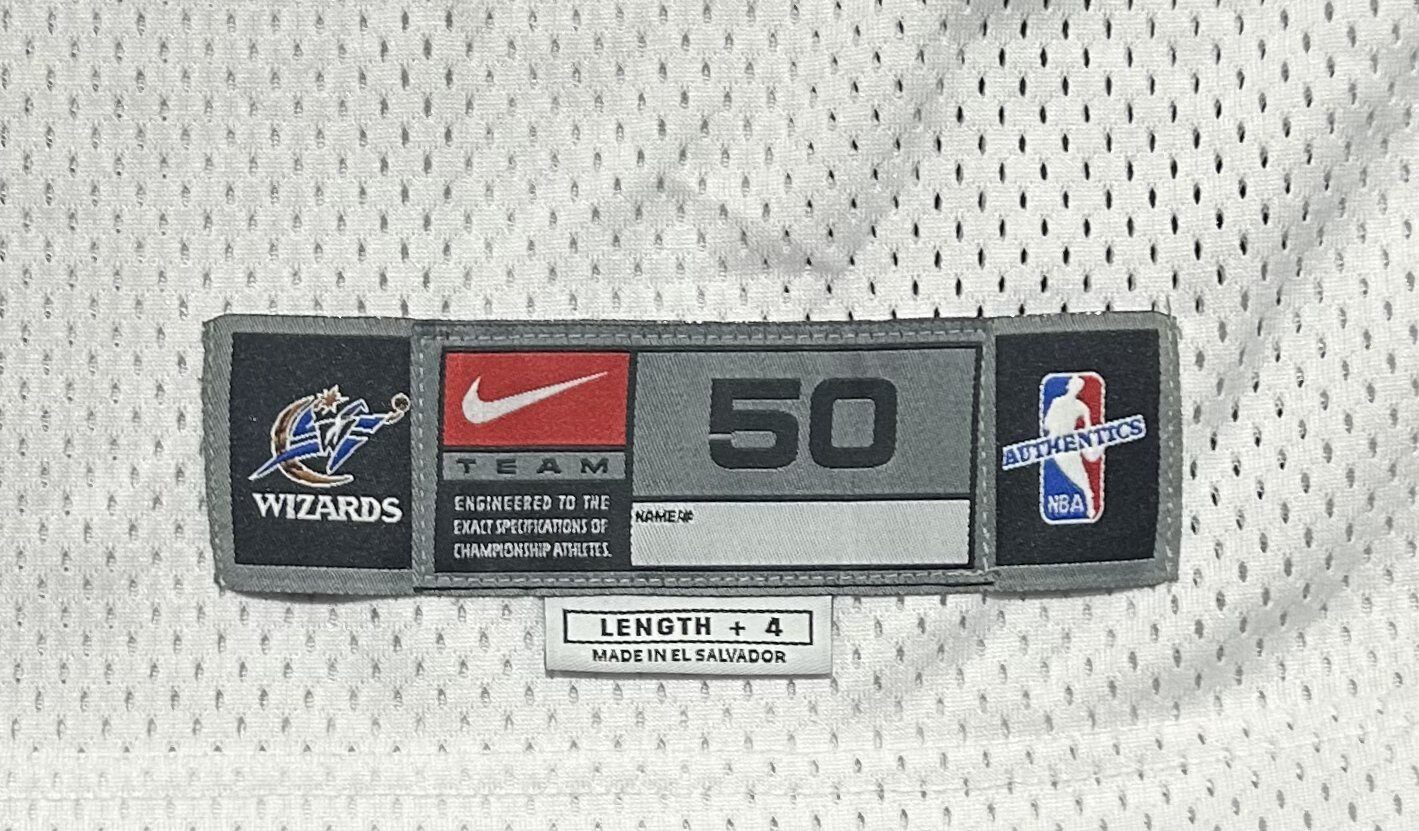 WIZARDS
TEAM
ENGINEERED TO THE
EXACT SPECIFICATIONS OF
CHAMPIONSHIP ATHLETES.
50
NAME/#
AUTHENTICS
NBA
LENGTH + 4
MADE IN EL SALVADOR